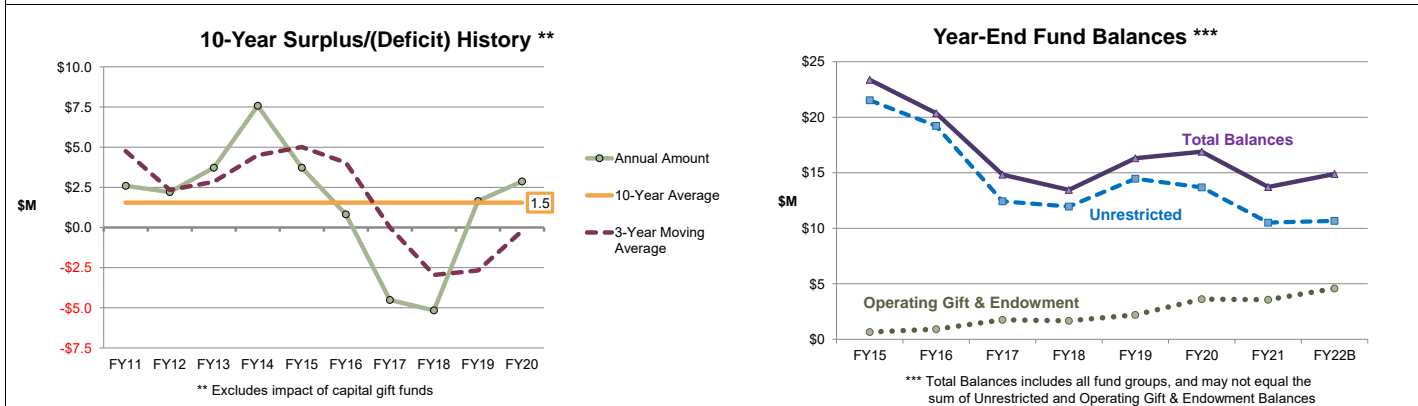 10-Year Surplus/(Deficit) History **
$10.0
$7.5
$5.0
$2.5
$0.0
-$2.5
-$5.0
-$7.5
$M
1.5
FY11 FY12 FY13 FY14 FY15 FY16 FY17 FY18 FY19 FY20
Annual Amount
10-Year Average
3-Year Moving
Average
** Excludes impact of capital gift funds
Year-End Fund Balances ***
$25
$20
$15
$10
$5
$0
$M
Total Balances
Unrestricted
Operating Gift & Endowment
FY15 FY16 FY17 FY18 FY19 FY20 FY21 FY22B
*** Total Balances includes all fund groups, and may not equal the
sum of Unrestricted and Operating Gift & Endowment Balances